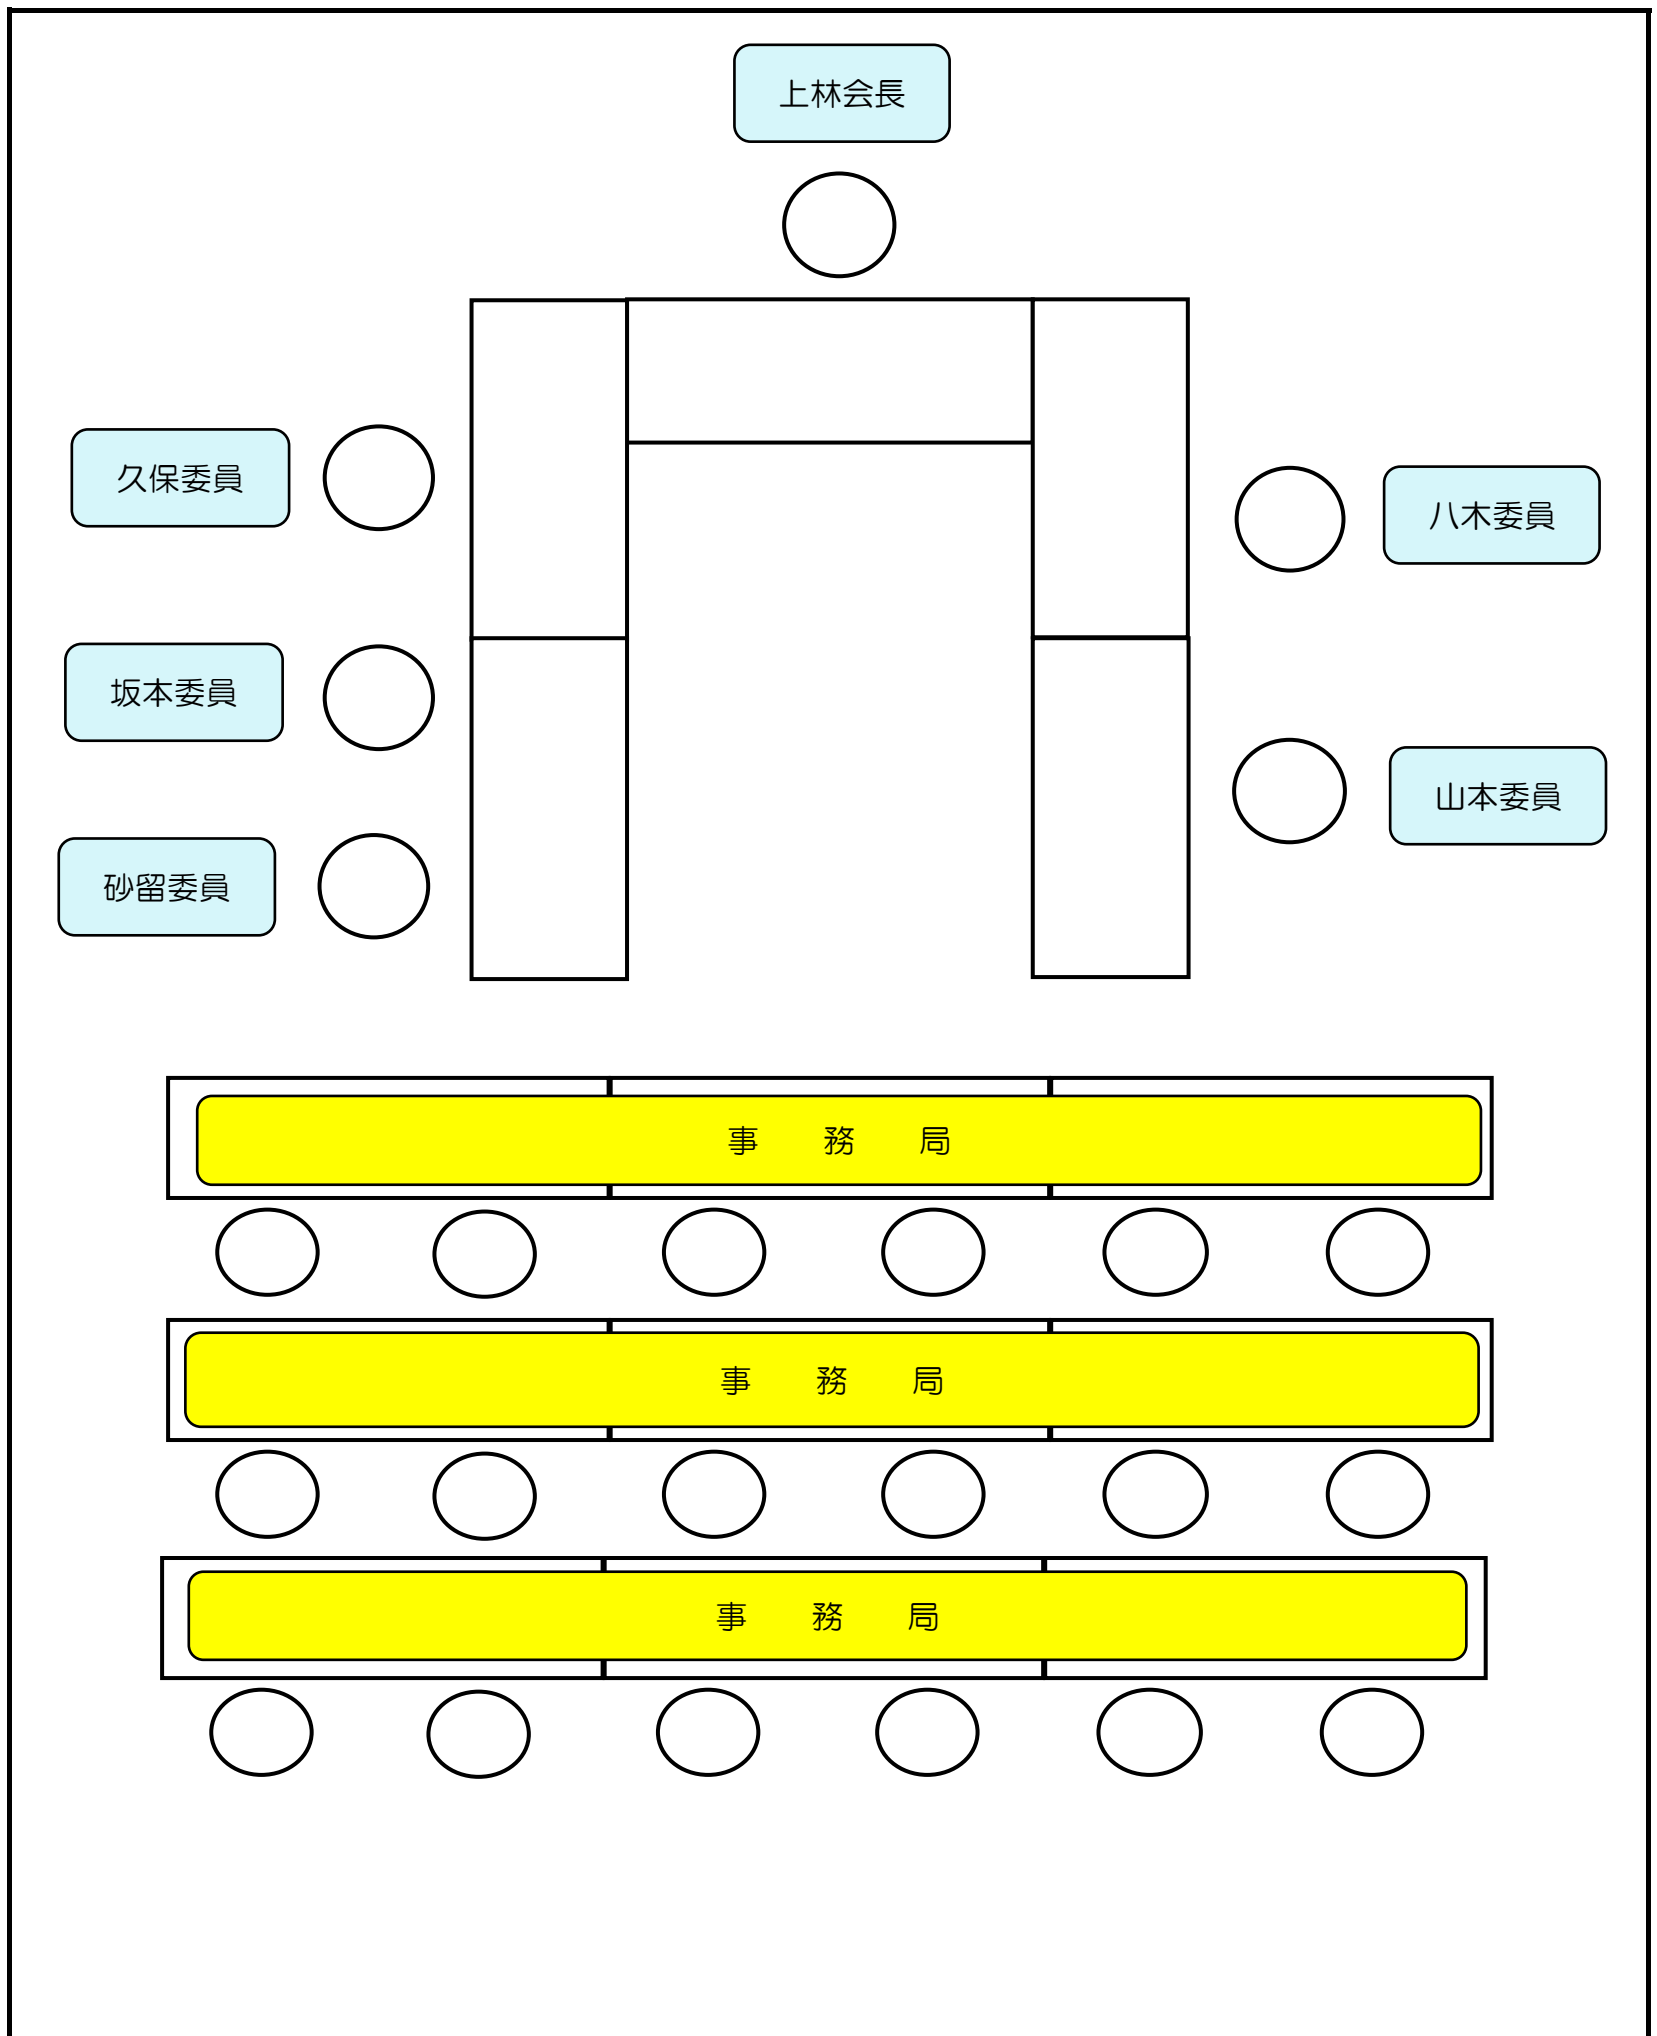 上林会長
久保委員
八木委員
坂本委員
山本委員
砂留委員
事　　務　　局
事　　務　　局
事　　務　　局